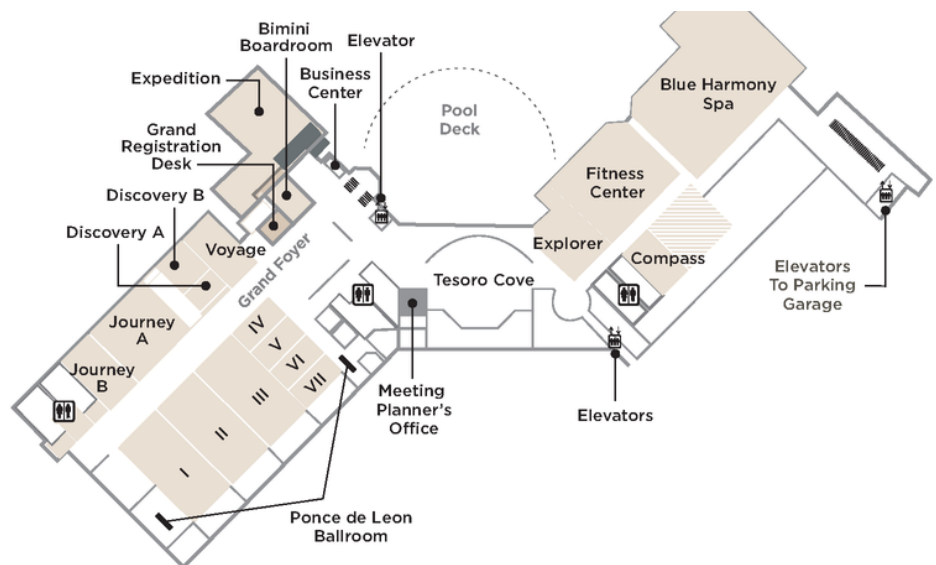 Bimini
Boardroom
Elevator
Expedition
Business
Center
Blue Harmony
Spa
Pool
Deck
Grand
Registration
Desk
Fitness
Center
Discovery B
Discovery A
Voyage
Grand Foyer
Explorer
Compass
Tesoro Cove
Elevators
To Parking
Garage
Journey
A
Journey
B
IV
V
VI
VII
III
II
I
Meeting
Planner's
Office
Elevators
Ponce de Leon
Ballroom